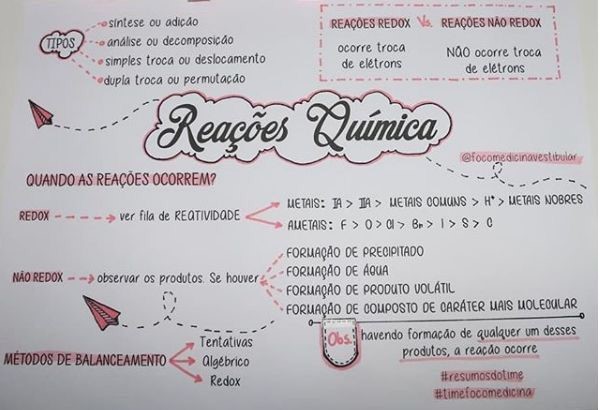 TIPOS
síntese ou adição
análise ou decomposição
simples troca ou deslocamento
dupla troca ou permutação
REAÇÕES REDOX Vs. REAÇÕES NÃO REDOX
ocorre troca de elétrons
NÃO ocorre troca de elétrons
Reações Química
@focomedicinavestibular
QUANDO AS REAÇÕES OCORREM?
REDOX ver fila de REATIVIDADE
METAIS: IA > IIA > METAIS COMUNS > H⁺ > METAIS NOBRES
AMETAIS: F > O > Cl > Br > I > S > C
NÃO REDOX observar os produtos. Se houver
FORMAÇÃO DE PRECIPITADO
FORMAÇÃO DE ÁGUA
FORMAÇÃO DE PRODUTO VOLÁTIL
FORMAÇÃO DE COMPOSTO DE CARÁTER MAIS MOLECULAR
Obs. havendo formação de qualquer um desses
produtos, a reação ocorre
MÉTODOS DE BALANCEAMENTO
Tentativas
Algébrico
Redox
#resumosdotime
#timefocomedicina